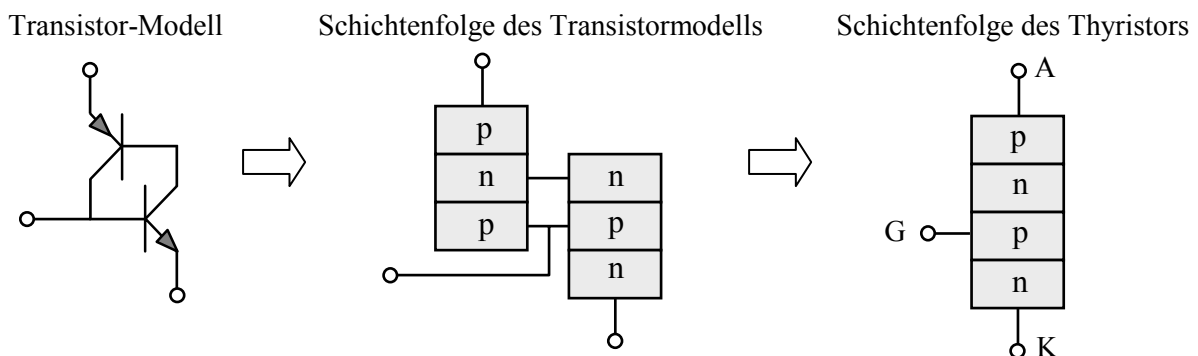 Transistor-Modell
Schichtenfolge des Transistormodells
Schichtenfolge des Thyristors
p
n
p
n
p
n
A
p
n
G
p
n
K